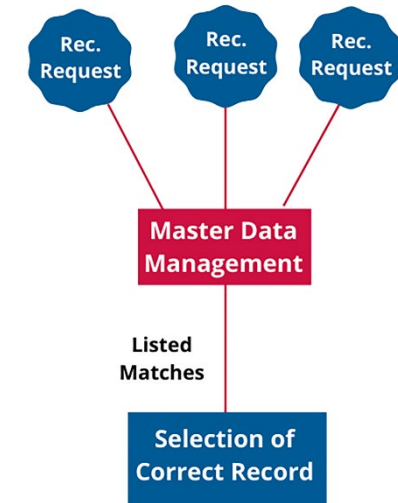 Rec.
Request
Rec.
Request
Rec.
Request
Master Data
Management
Listed
Matches
Selection of
Correct Record